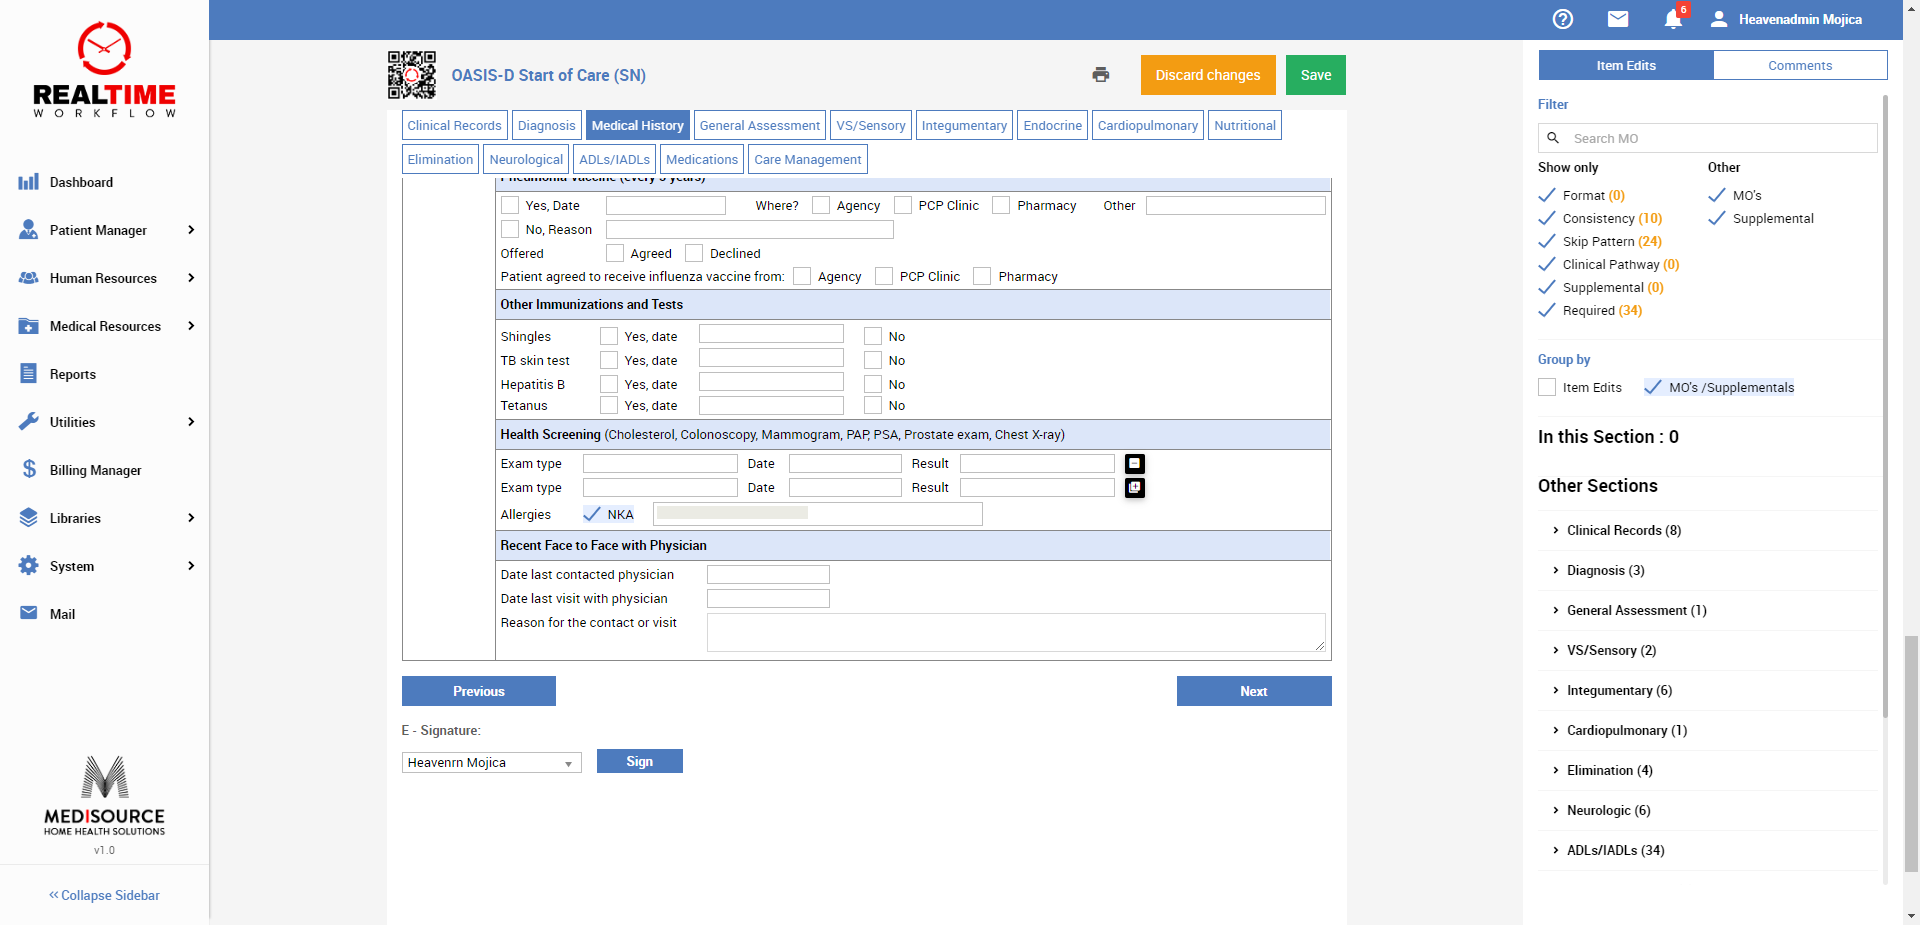 REALTIME
WORKFLOW
Dashboard
Patient Manager
Human Resources
Medical Resources
Reports
Utilities
Billing Manager
Libraries
System
Mail
MEDISOURCE
HOME HEALTH SOLUTIONS
v1.0
Collapse Sidebar
6
Heavenadmin Mojica
OASIS-D Start of Care (SN)
Discard changes
Save
Clinical Records Diagnosis Medical History General Assessment VS/Sensory Integumentary Endocrine Cardiopulmonary Nutritional
Elimination Neurological ADLs/IADLs Medications Care Management
Pneumonia Vaccine (every 5 years)
Yes, Date Where? Agency PCP Clinic Pharmacy Other
No, Reason
Offered Agreed Declined
Patient agreed to receive influenza vaccine from: Agency PCP Clinic Pharmacy
Other Immunizations and Tests
Shingles Yes, date No
TB skin test Yes, date No
Hepatitis B Yes, date No
Tetanus Yes, date No
Health Screening (Cholesterol, Colonoscopy, Mammogram, PAP, PSA, Prostate exam, Chest X-ray)
Exam type Date Result
Exam type Date Result
Allergies NKA
Recent Face to Face with Physician
Date last contacted physician
Date last visit with physician
Reason for the contact or visit
Previous Next
E - Signature:
Heavenrn Mojica Sign
Item Edits Comments
Filter
Search MO
Show only Other
Format (0) MO's
Consistency (10) Supplemental
Skip Pattern (24)
Clinical Pathway (0)
Supplemental (0)
Required (34)
Group by
Item Edits MO's /Supplementals
In this Section : 0
Other Sections
Clinical Records (8)
Diagnosis (3)
General Assessment (1)
VS/Sensory (2)
Integumentary (6)
Cardiopulmonary (1)
Elimination (4)
Neurologic (6)
ADLs/IADLs (34)